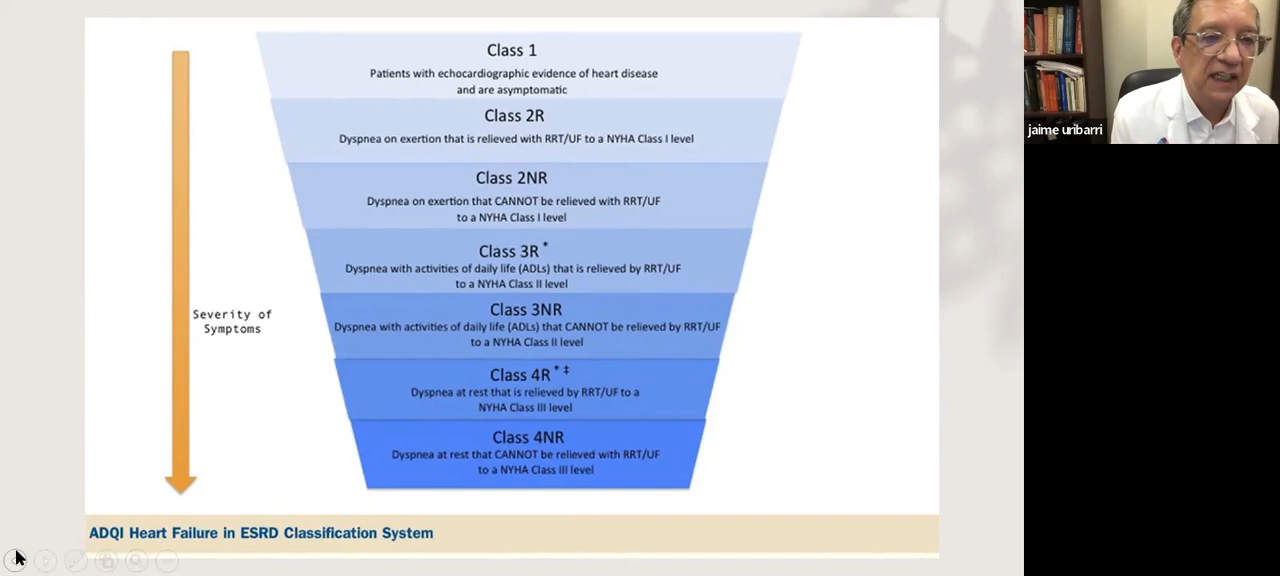 Class 1
Patients with echocardiographic evidence of heart disease
and are asymptomatic
Class 2R
Dyspnea on exertion that is relieved with RRT/UF to a NYHA Class I level
Class 2NR
Dyspnea on exertion that CANNOT be relieved with RRT/UF
to a NYHA Class I level
Class 3R *
Dyspnea with activities of daily life (ADLs) that is relieved by RRT/UF
to a NYHA Class II level
Class 3NR
Dyspnea with activities of daily life (ADLs) that CANNOT be relieved by RRT/UF
to a NYHA Class II level
Class 4R * ‡
Dyspnea at rest that is relieved by RRT/UF to a
NYHA Class III level
Class 4NR
Dyspnea at rest that CANNOT be relieved with RRT/UF
to a NYHA Class III level
Severity of
Symptoms
ADQI Heart Failure in ESRD Classification System
jaime uribarri